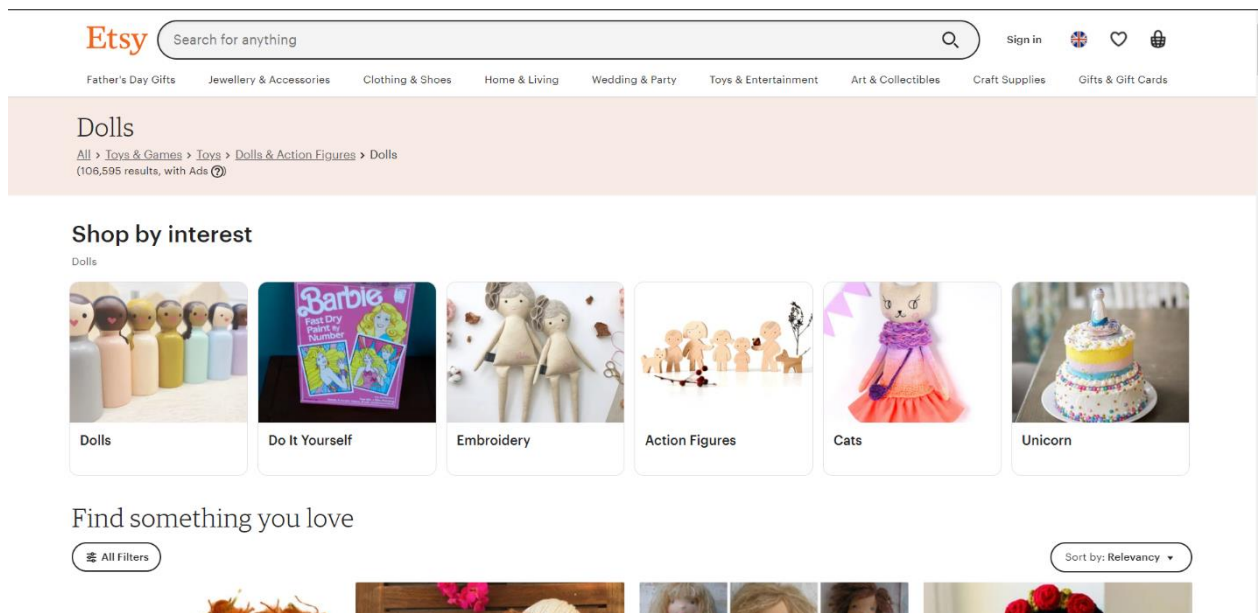 Etsy
Search for anything
Sign in
Father's Day Gifts Jewellery & Accessories Clothing & Shoes Home & Living Wedding & Party Toys & Entertainment Art & Collectibles Craft Supplies Gifts & Gift Cards
Dolls
All > Toys & Games > Toys > Dolls & Action Figures > Dolls
(106,595 results, with Ads ?)
Shop by interest
Dolls
Barbie
Fast Dry
Paint by
Number
Dolls Do It Yourself Embroidery Action Figures Cats Unicorn
Find something you love
All Filters
Sort by: Relevancy